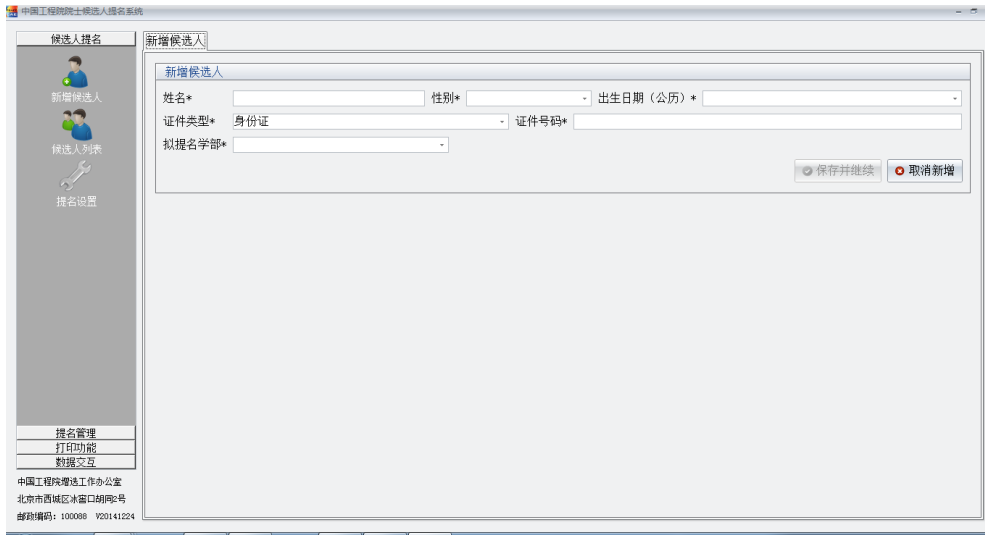 中国工程院院士候选人提名系统
候选人提名
新增候选人
候选人列表
提名设置
提名管理
打印功能
数据交互
中国工程院增选工作办公室
北京市西城区冰窖口胡同2号
邮政编码：100088 V20141224
新增候选人
新增候选人
姓名* 性别* 出生日期（公历）*
证件类型* 身份证 证件号码*
拟提名学部*
保存并继续 取消新增